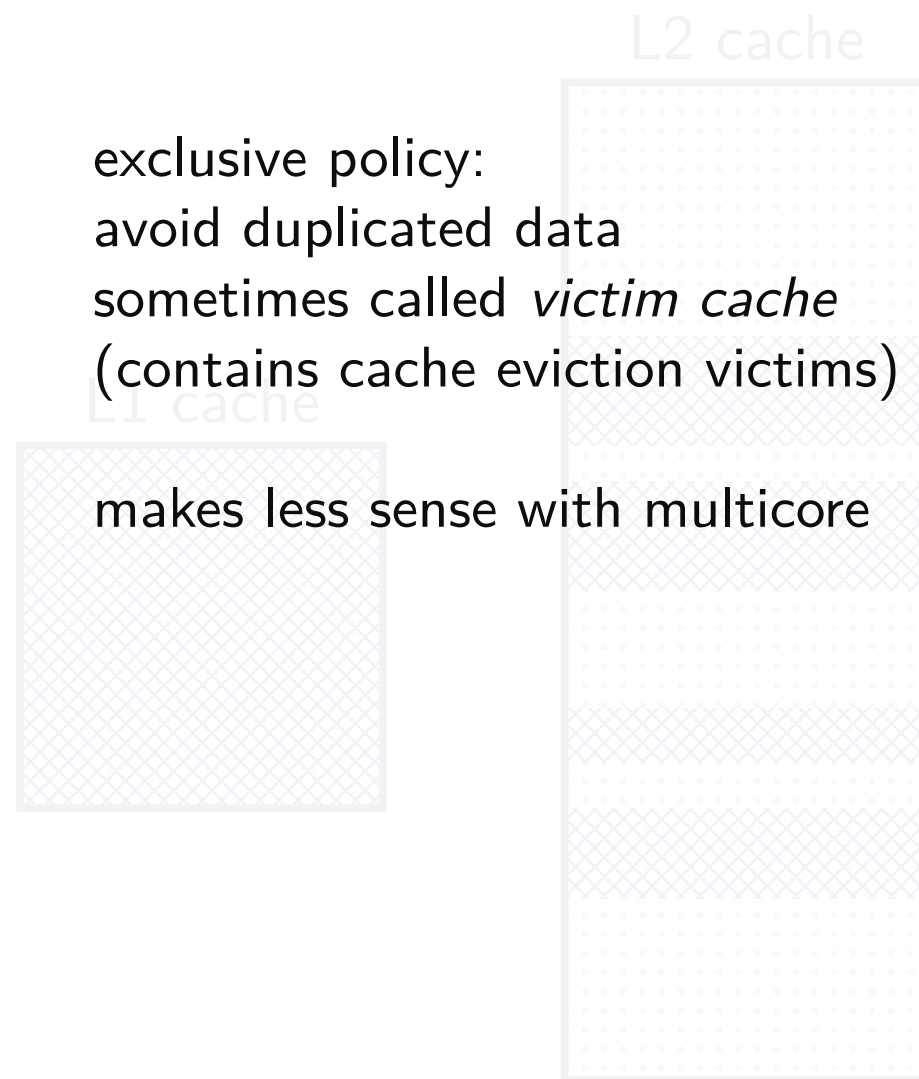 L2 cache
exclusive policy:
avoid duplicated data
sometimes called victim cache
(contains cache eviction victims)
L1 cache
makes less sense with multicore